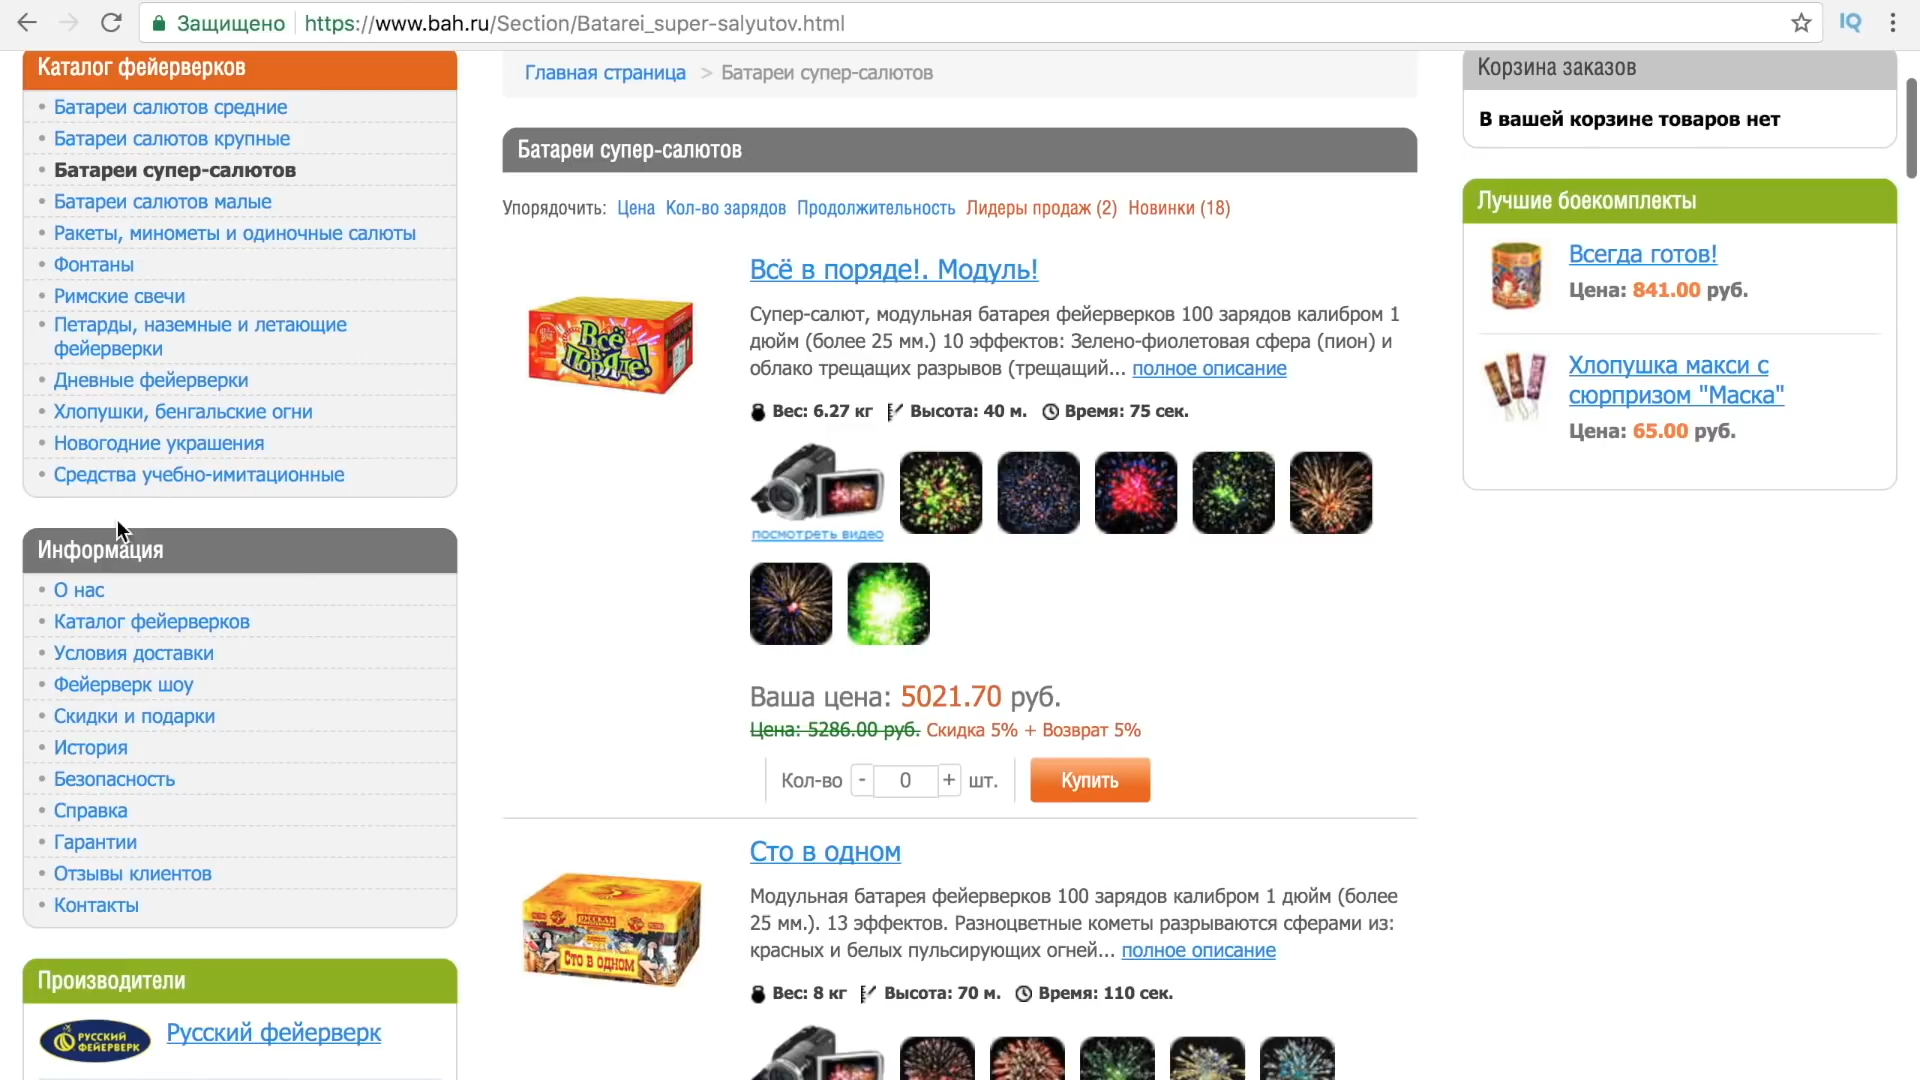 Защищено https://www.bah.ru/Section/Batarei_super-salyutov.html IQ
Каталог фейерверков
• Батареи салютов средние
• Батареи салютов крупные
• Батареи супер-салютов
• Батареи салютов малые
• Ракеты, минометы и одиночные салюты
• Фонтаны
• Римские свечи
• Петарды, наземные и летающие
фейерверки
• Дневные фейерверки
• Хлопушки, бенгальские огни
• Новогодние украшения
• Средства учебно-имитационные
Информация
• О нас
• Каталог фейерверков
• Условия доставки
• Фейерверк шоу
• Скидки и подарки
• История
• Безопасность
• Справка
• Гарантии
• Отзывы клиентов
• Контакты
Производители
РУССКИЙ
ФЕЙЕРВЕРК
Русский фейерверк
Главная страница > Батареи супер-салютов
Батареи супер-салютов
Упорядочить: Цена Кол-во зарядов Продолжительность Лидеры продаж (2) Новинки (18)
Всё
в
Поряде!
Всё в поряде!. Модуль!
Супер-салют, модульная батарея фейерверков 100 зарядов калибром 1
дюйм (более 25 мм.) 10 эффектов: Зелено-фиолетовая сфера (пион) и
облако трещащих разрывов (трещащий... полное описание
Вес: 6.27 кг Высота: 40 м. Время: 75 сек.
посмотреть видео
Ваша цена: 5021.70 руб.
Цена: 5286.00 руб. Скидка 5% + Возврат 5%
Кол-во - 0 + шт. Купить
Сто в одном
Сто в одном
Модульная батарея фейерверков 100 зарядов калибром 1 дюйм (более
25 мм.). 13 эффектов. Разноцветные кометы разрываются сферами из:
красных и белых пульсирующих огней... полное описание
Вес: 8 кг Высота: 70 м. Время: 110 сек.
Корзина заказов
В вашей корзине товаров нет
Лучшие боекомплекты
Всегда готов!
Цена: 841.00 руб.
Хлопушка макси с
сюрпризом "Маска"
Цена: 65.00 руб.